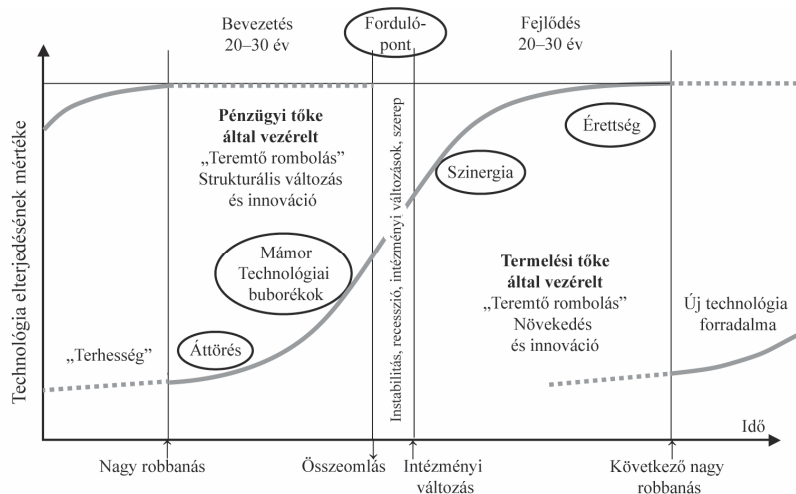 Bevezetés
20–30 év
Forduló-
pont
Fejlődés
20–30 év
Technológia elterjedésének mértéke
Pénzügyi tőke
által vezérelt
„Teremtő rombolás”
Strukturális változás
és innováció
Mámor
Technológiai
buborékok
„Terhesség”
Áttörés
Instabilitás, recesszió, intézményi változások, szerep
Szinergia
Érettség
Termelési tőke
által vezérelt
„Teremtő rombolás”
Növekedés
és innováció
Új technológia
forradalma
Idő
Nagy robbanás
Összeomlás
Intézményi
változás
Következő nagy
robbanás